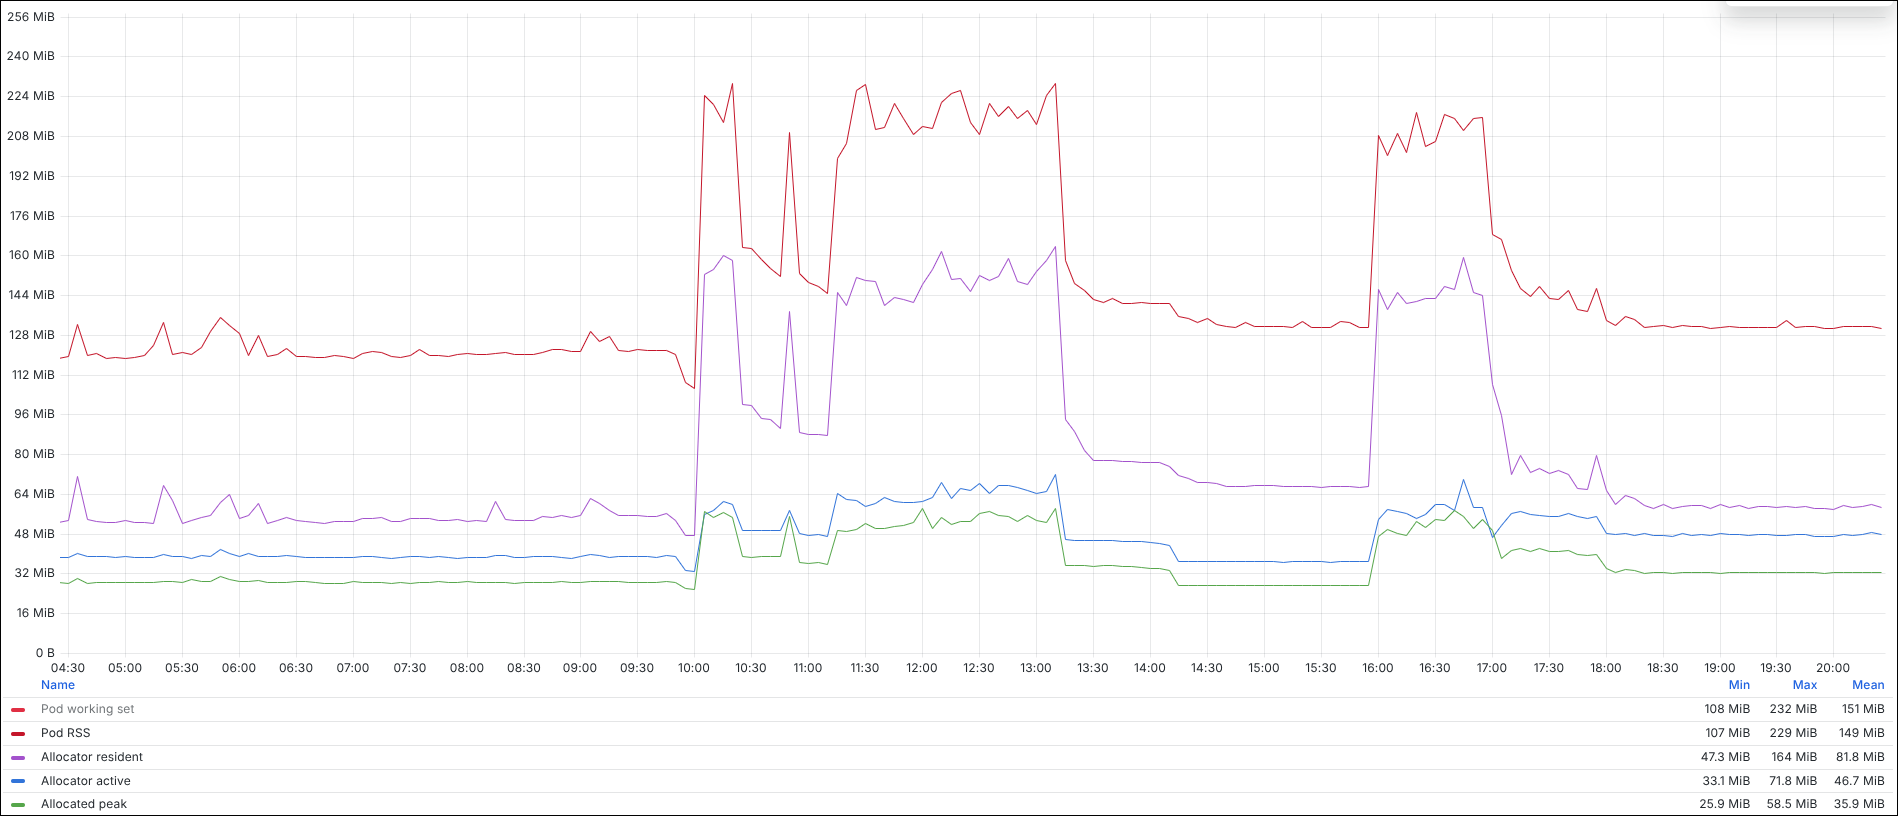 256 MiB
240 MiB
224 MiB
208 MiB
192 MiB
176 MiB
160 MiB
144 MiB
128 MiB
112 MiB
96 MiB
80 MiB
64 MiB
48 MiB
32 MiB
16 MiB
0 B
04:30 05:00 05:30 06:00 06:30 07:00 07:30 08:00 08:30 09:00 09:30 10:00 10:30 11:00 11:30 12:00 12:30 13:00 13:30 14:00 14:30 15:00 15:30 16:00 16:30 17:00 17:30 18:00 18:30 19:00 19:30 20:00
Name Min Max Mean
Pod working set 108 MiB 232 MiB 151 MiB
Pod RSS 107 MiB 229 MiB 149 MiB
Allocator resident 47.3 MiB 164 MiB 81.8 MiB
Allocator active 33.1 MiB 71.8 MiB 46.7 MiB
Allocated peak 25.9 MiB 58.5 MiB 35.9 MiB